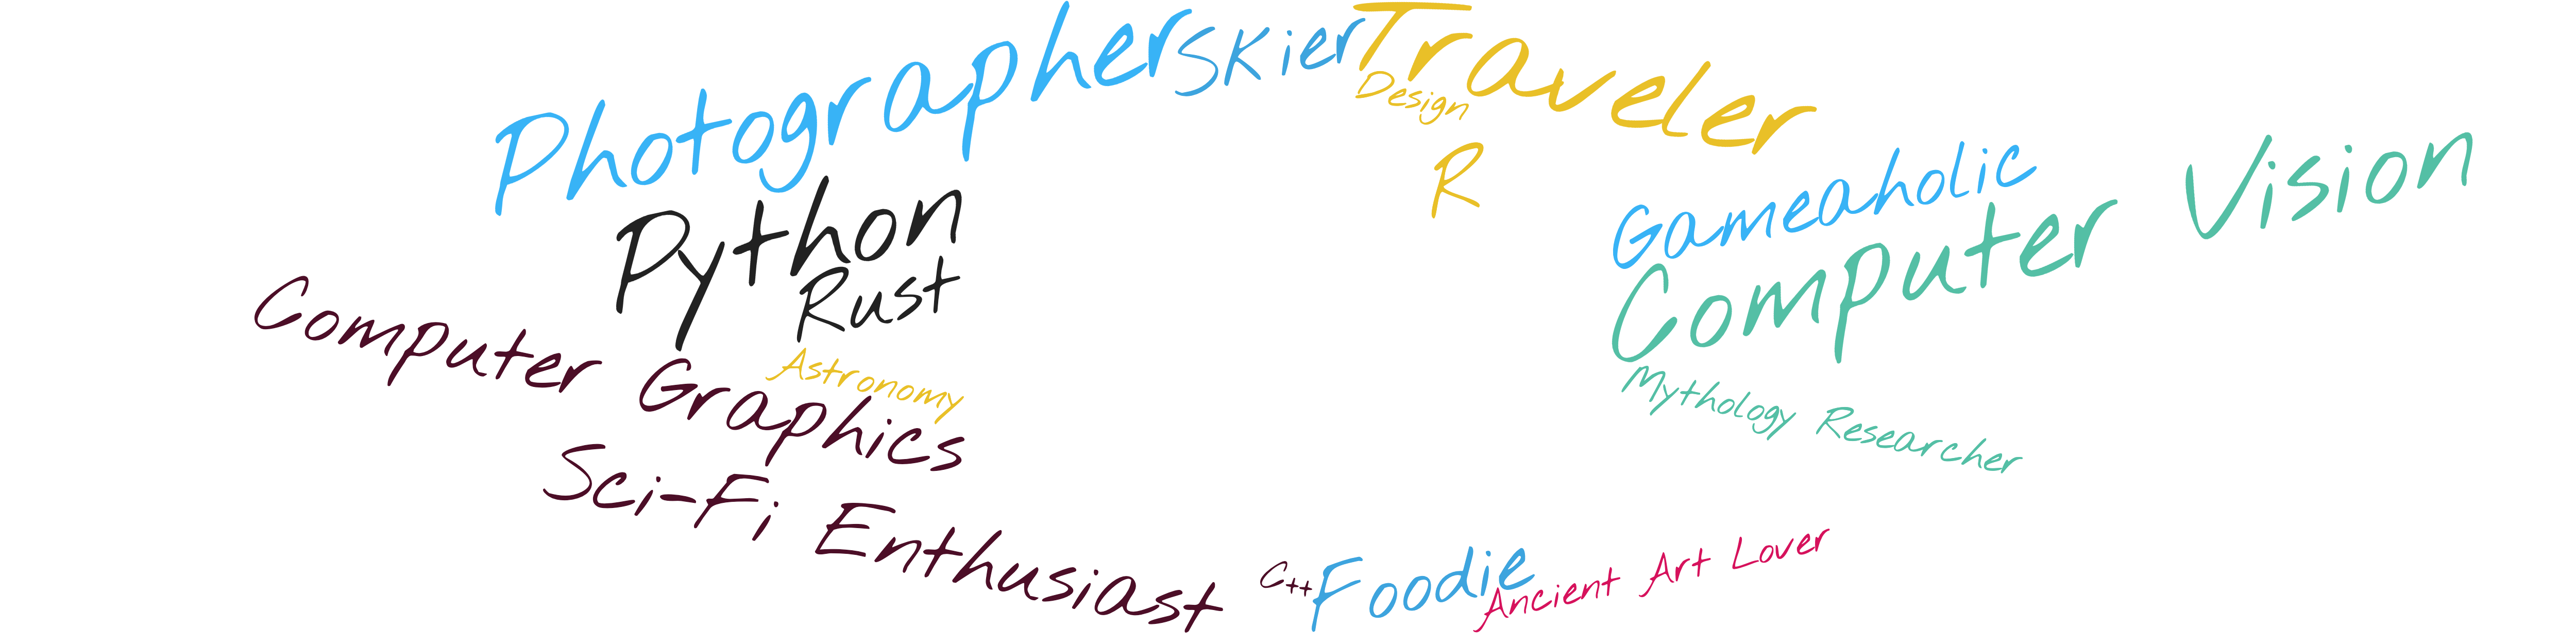 Photographer
Skier
Traveler
Design
R
Gameaholic
Computer Vision
Python
Rust
Computer Graphics
Astronomy
Mythology Researcher
Sci-Fi Enthusiast
C++
Foodie
Ancient Art Lover